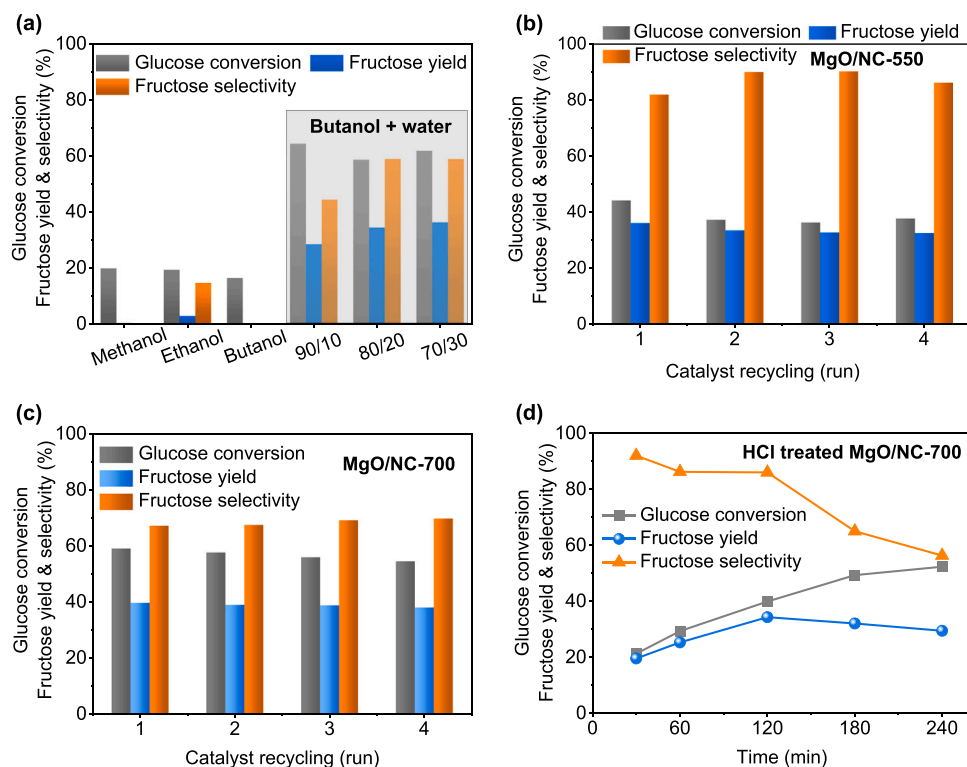 (a)
Glucose conversion
Fructose yield & selectivity (%)
100
80
60
40
20
0
Glucose conversion
Fructose yield
Fructose selectivity
Butanol + water
Methanol
Ethanol
Butanol
90/10
80/20
70/30
(b)
Glucose conversion
Fuctose yield & selectivity (%)
100
80
60
40
20
0
Glucose conversion
Fructose yield
Fructose selectivity
MgO/NC-550
1
2
3
4
Catalyst recycling (run)
(c)
Glucose conversion
Fructose yield & selectivity (%)
100
80
60
40
20
0
Glucose conversion
Fructose yield
Fructose selectivity
MgO/NC-700
1
2
3
4
Catalyst recycling (run)
(d)
Glucose conversion
Fructose yield & selectivity (%)
100
80
60
40
20
0
HCl treated MgO/NC-700
Glucose conversion
Fructose yield
Fructose selectivity
0
60
120
180
240
Time (min)